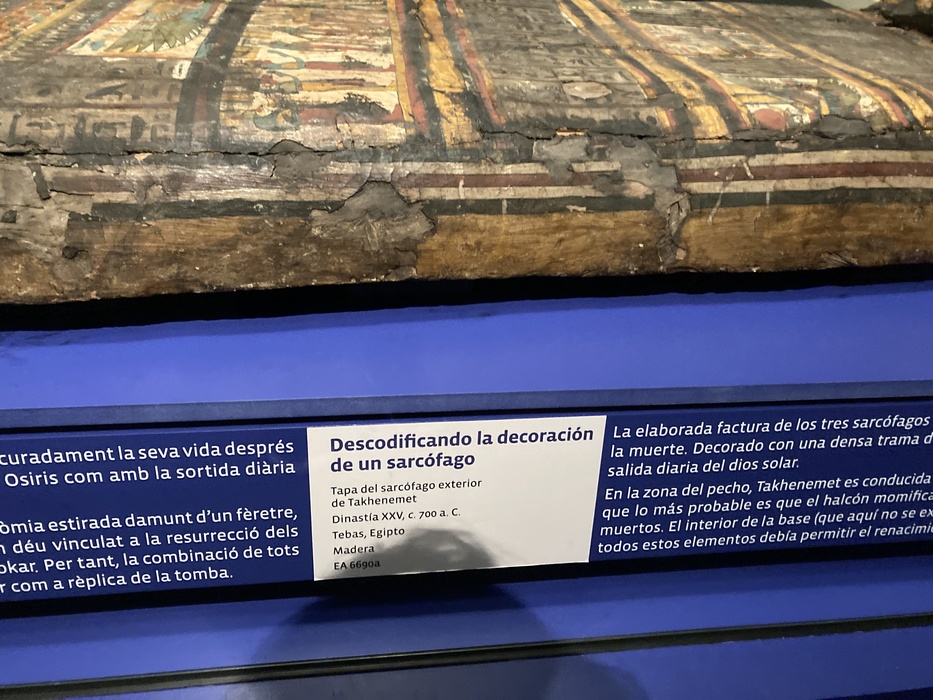 curadament la seva vida després
Osiris com amb la sortida diària
òmia estirada damunt d'un fèretre,
déu vinculat a la resurrecció dels
okar. Per tant, la combinació de tots
r com a rèplica de la tomba.
Descodificando la decoración
de un sarcófago
Tapa del sarcófago exterior
de Takhenemet
Dinastía XXV, c. 700 a. C.
Tebas, Egipto
Madera
EA 6690a
La elaborada factura de los tres sarcófagos
la muerte. Decorado con una densa trama d
salida diaria del dios solar.
En la zona del pecho, Takhenemet es conducida
que lo más probable es que el halcón momifica
muertos. El interior de la base (que aquí no se ex
todos estos elementos debía permitir el renacimie